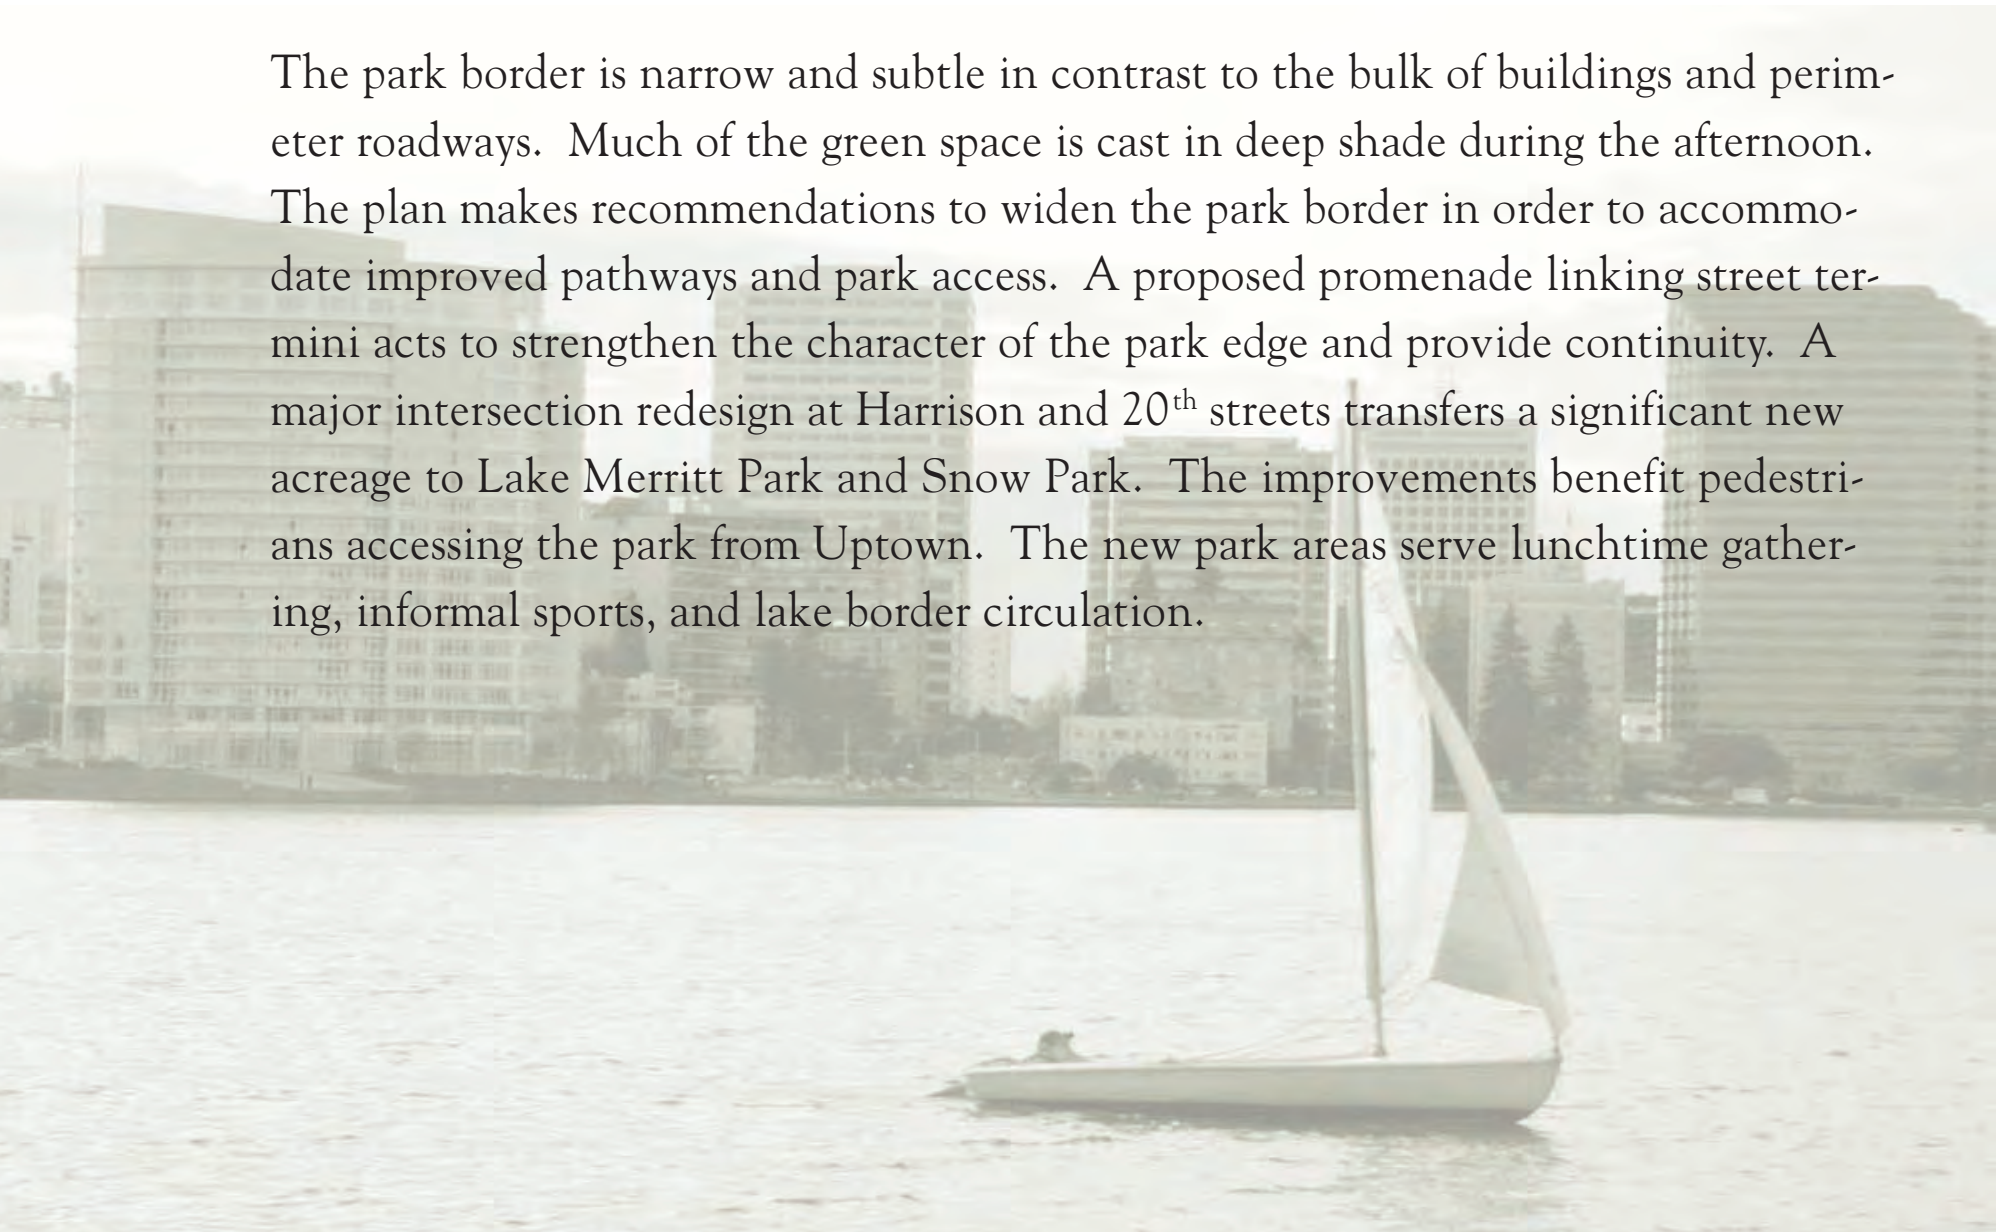 The park border is narrow and subtle in contrast to the bulk of buildings and perim-
eter roadways.  Much of the green space is cast in deep shade during the afternoon.
The plan makes recommendations to widen the park border in order to accommo-
date improved pathways and park access.  A proposed promenade linking street ter-
mini acts to strengthen the character of the park edge and provide continuity.  A
major intersection redesign at Harrison and 20th streets transfers a significant new
acreage to Lake Merritt Park and Snow Park.  The improvements benefit pedestri-
ans accessing the park from Uptown.  The new park areas serve lunchtime gather-
ing, informal sports, and lake border circulation.